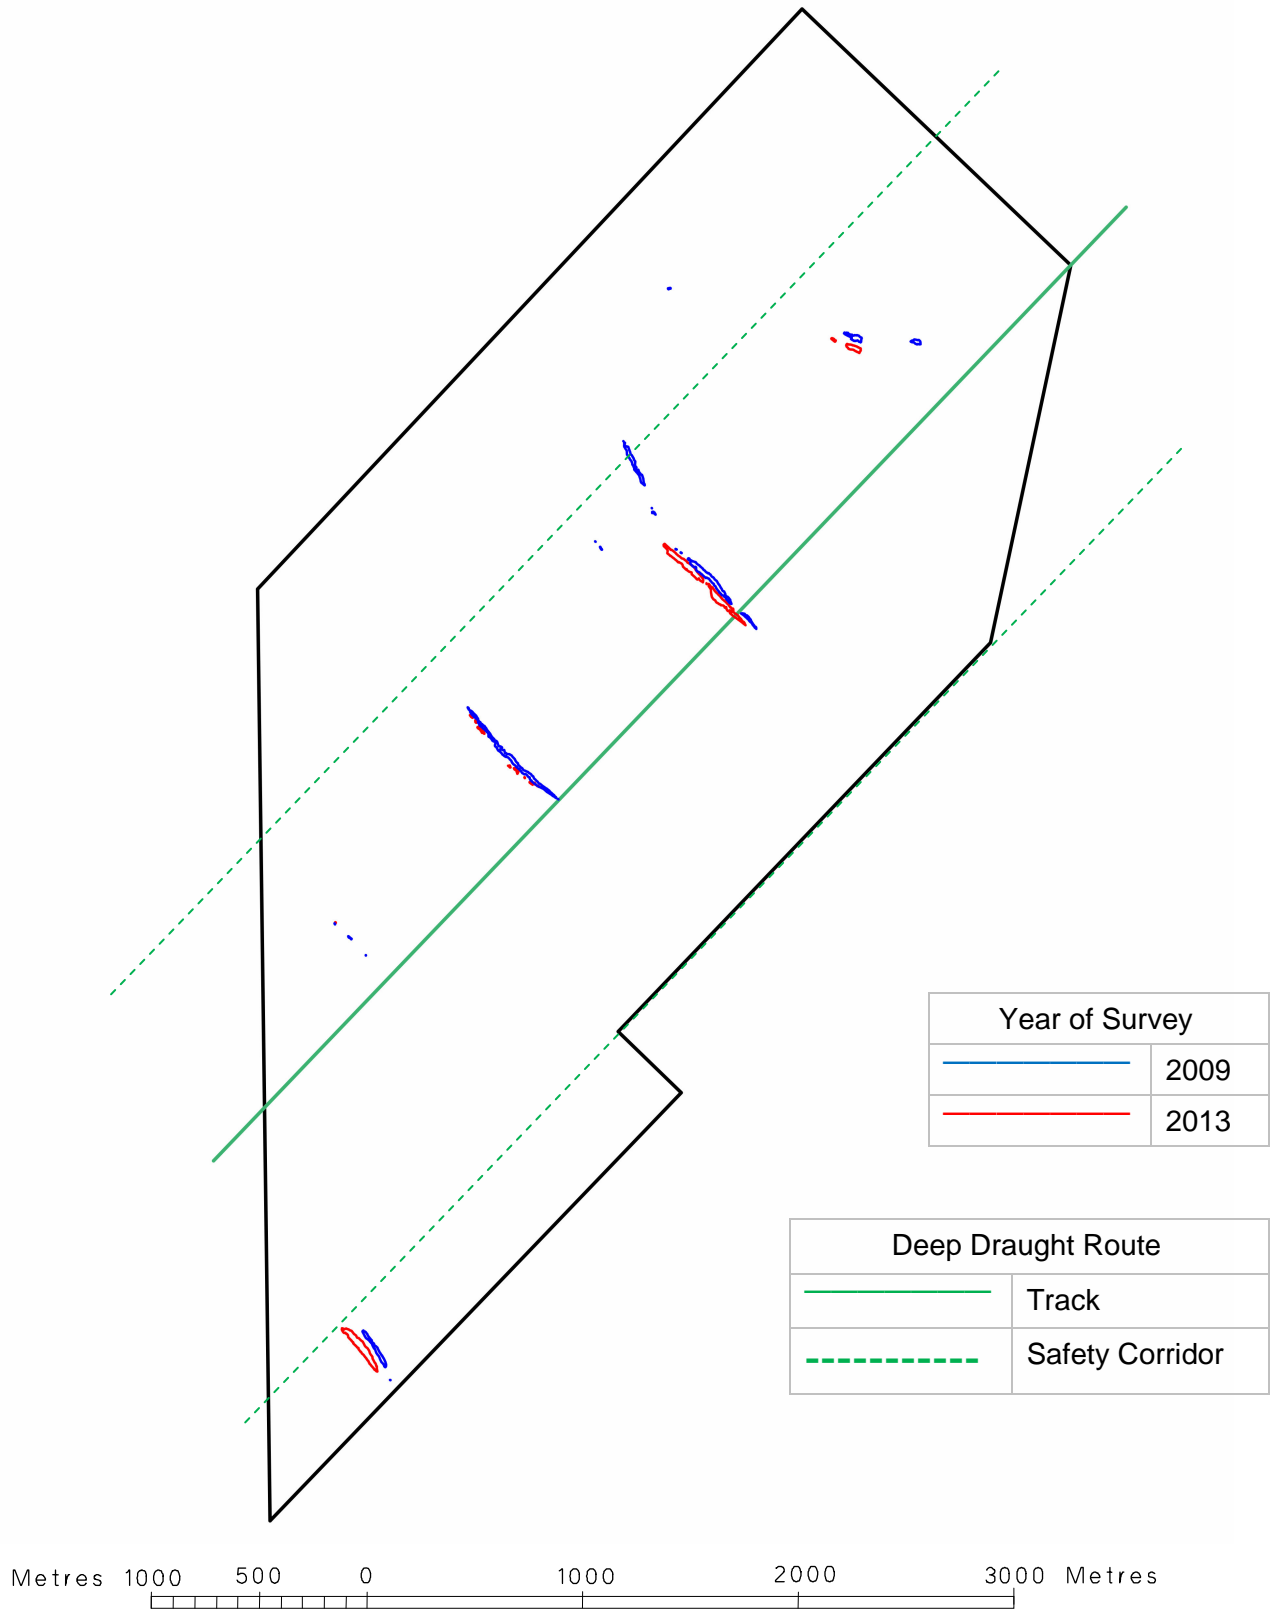 Year of Survey
2009
2013
Deep Draught Route
Track
Safety Corridor
Metres 1000 500 0 1000 2000 3000 Metres